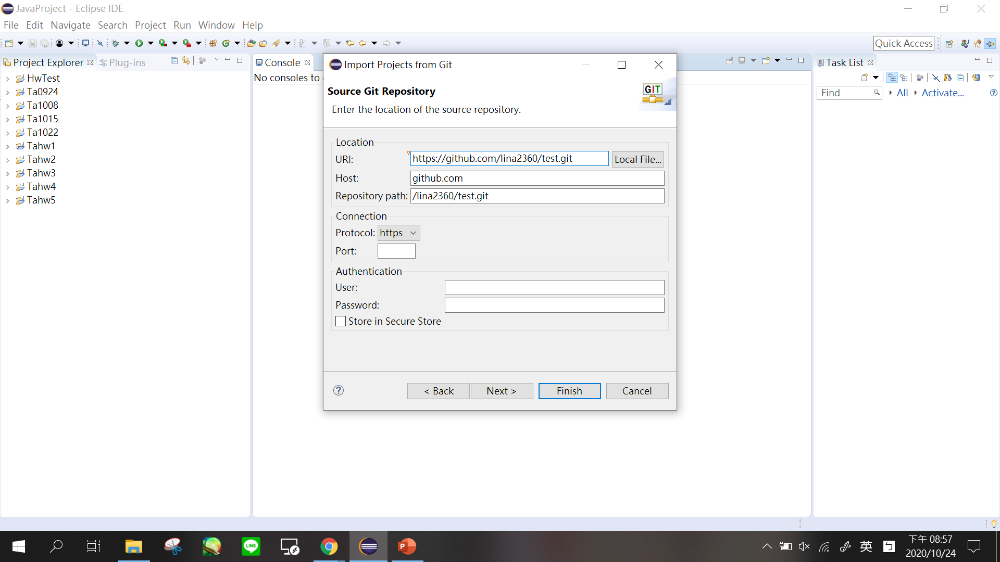 JavaProject - Eclipse IDE
File Edit Navigate Search Project Run Window Help
Quick Access
Project Explorer
Plug-ins
HwTest
Ta0924
Ta1008
Ta1015
Ta1022
Tahw1
Tahw2
Tahw3
Tahw4
Tahw5
Console
No consoles to
Import Projects from Git
Source Git Repository
Enter the location of the source repository.
GIT
Location
URI: https://github.com/lina2360/test.git Local File...
Host: github.com
Repository path: /lina2360/test.git
Connection
Protocol: https
Port:
Authentication
User:
Password:
Store in Secure Store
< Back Next > Finish Cancel
Task List
Find All Activate...
LINE
P
英 ㄅ
下午 08:57
2020/10/24